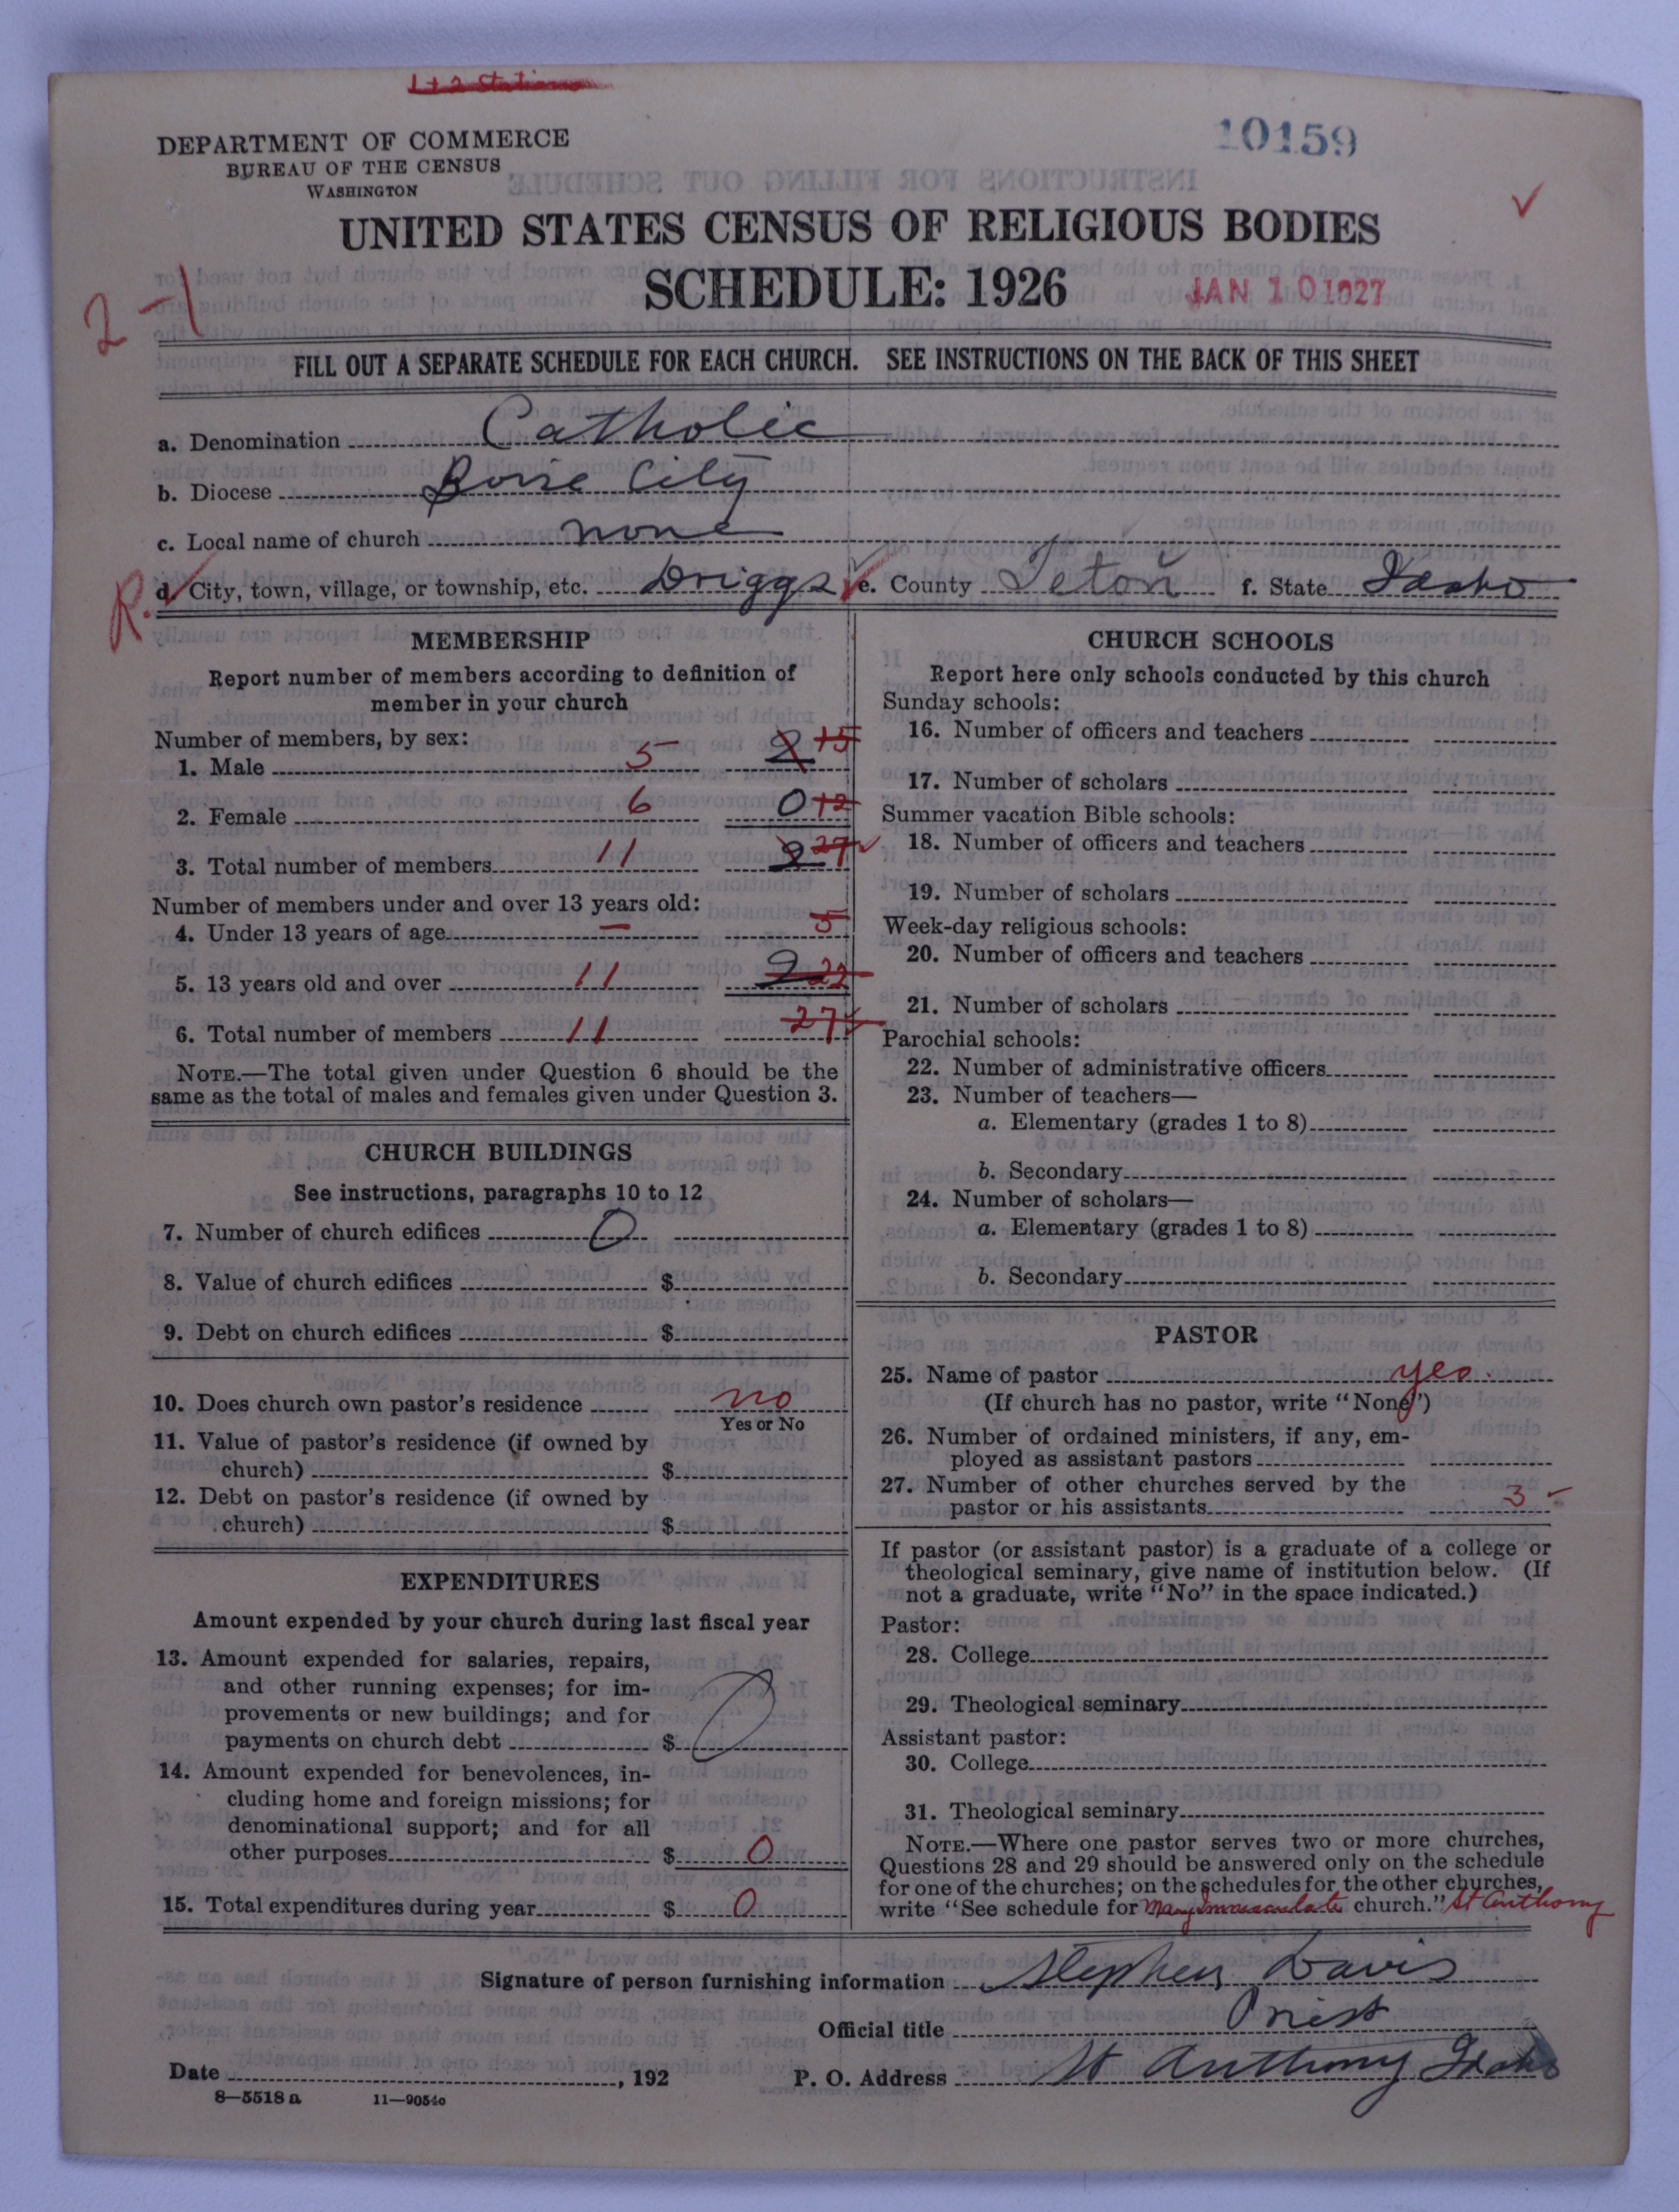 1+2 Stations
DEPARTMENT OF COMMERCE
BUREAU OF THE CENSUS
WASHINGTON
10159
UNITED STATES CENSUS OF RELIGIOUS BODIES
SCHEDULE: 1926
JAN 10 1927
2-1
FILL OUT A SEPARATE SCHEDULE FOR EACH CHURCH. SEE INSTRUCTIONS ON THE BACK OF THIS SHEET
a. Denomination Catholic
b. Diocese Boise City
c. Local name of church none
R. d. City, town, village, or township, etc. Driggs e. County Teton f. State Idaho
MEMBERSHIP
Report number of members according to definition of
member in your church
Number of members, by sex:
1. Male 5 2 15
2. Female 6 0 12
3. Total number of members 11 2 27
Number of members under and over 13 years old:
4. Under 13 years of age — 5
5. 13 years old and over 11 2 22
6. Total number of members 11 27
NOTE.—The total given under Question 6 should be the
same as the total of males and females given under Question 3.
CHURCH BUILDINGS
See instructions, paragraphs 10 to 12
7. Number of church edifices 0
8. Value of church edifices $
9. Debt on church edifices $
10. Does church own pastor's residence no
Yes or No
11. Value of pastor's residence (if owned by
church) $
12. Debt on pastor's residence (if owned by
church) $
EXPENDITURES
Amount expended by your church during last fiscal year
13. Amount expended for salaries, repairs,
and other running expenses; for im-
provements or new buildings; and for
payments on church debt $ 0
14. Amount expended for benevolences, in-
cluding home and foreign missions; for
denominational support; and for all
other purposes $ 0
15. Total expenditures during year $ 0
CHURCH SCHOOLS
Report here only schools conducted by this church
Sunday schools:
16. Number of officers and teachers
17. Number of scholars
Summer vacation Bible schools:
18. Number of officers and teachers
19. Number of scholars
Week-day religious schools:
20. Number of officers and teachers
21. Number of scholars
Parochial schools:
22. Number of administrative officers
23. Number of teachers—
a. Elementary (grades 1 to 8)
b. Secondary
24. Number of scholars—
a. Elementary (grades 1 to 8)
b. Secondary
PASTOR
25. Name of pastor yes.
(If church has no pastor, write "None")
26. Number of ordained ministers, if any, em-
ployed as assistant pastors
27. Number of other churches served by the
pastor or his assistants 3
If pastor (or assistant pastor) is a graduate of a college or
theological seminary, give name of institution below. (If
not a graduate, write "No" in the space indicated.)
Pastor:
28. College
29. Theological seminary
Assistant pastor:
30. College
31. Theological seminary
NOTE.—Where one pastor serves two or more churches,
Questions 28 and 29 should be answered only on the schedule
for one of the churches; on the schedules for the other churches,
write "See schedule for Mary Immaculate church." St Anthony
Signature of person furnishing information Stephen Davis
Official title Priest
Date , 192 P. O. Address St Anthony Idaho
8—5518 a 11—9054c